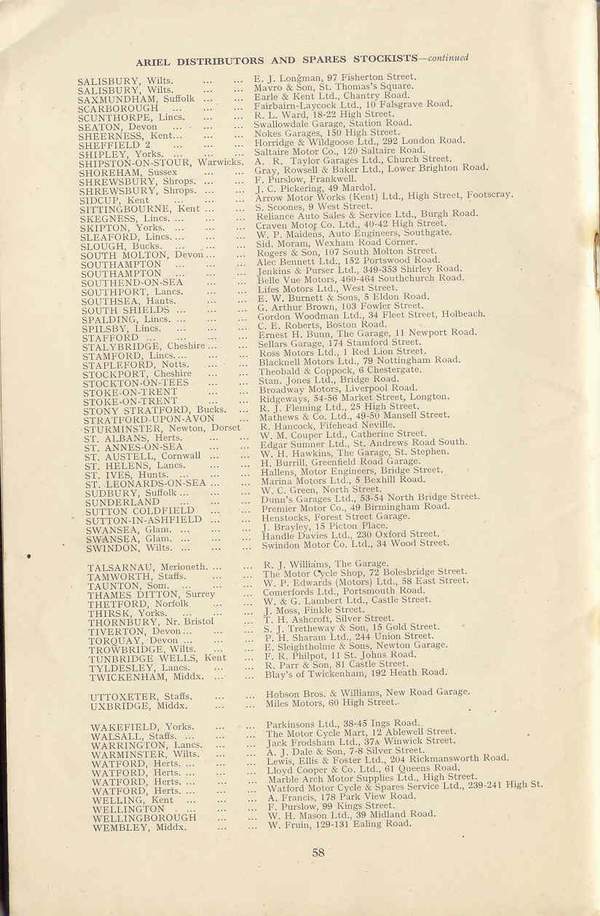 ARIEL DISTRIBUTORS AND SPARES STOCKISTS—continued
SALISBURY, Wilts. ... ... E. J. Longman, 97 Fisherton Street.
SALISBURY, Wilts. ... ... Mavro & Son, St. Thomas's Square.
SAXMUNDHAM, Suffolk ... ... Earle & Kent Ltd., Chantry Road.
SCARBOROUGH ... ... ... Fairbairn-Laycock Ltd., 10 Falsgrave Road.
SCUNTHORPE, Lincs. ... ... R. L. Ward, 18-22 High Street.
SEATON, Devon ... ... ... Swallowdale Garage, Station Road.
SHEERNESS, Kent... ... ... Nokes Garages, 150 High Street.
SHEFFIELD 2 ... ... ... Horridge & Wildgoose Ltd., 292 London Road.
SHIPLEY, Yorks. ... ... ... Saltaire Motor Co., 120 Saltaire Road.
SHIPSTON-ON-STOUR, Warwicks. A. R. Taylor Garages Ltd., Church Street.
SHOREHAM, Sussex ... ... Gray, Rowsell & Baker Ltd., Lower Brighton Road.
SHREWSBURY, Shrops. ... ... F. Purslow, Frankwell.
SHREWSBURY, Shrops. ... ... J. C. Pickering, 49 Mardol.
SIDCUP, Kent ... ... ... Arrow Motor Works (Kent) Ltd., High Street, Footscray.
SITTINGBOURNE, Kent ... ... S. Scoones, 9 West Street.
SKEGNESS, Lincs. ... ... ... Reliance Auto Sales & Service Ltd., Burgh Road.
SKIPTON, Yorks. ... ... ... Craven Motor Co. Ltd., 40-42 High Street.
SLEAFORD, Lincs. ... ... ... W. P. Maidens, Auto Engineers, Southgate.
SLOUGH, Bucks. ... ... ... Sid. Moram, Wexham Road Corner.
SOUTH MOLTON, Devon ... ... Rogers & Son, 107 South Molton Street.
SOUTHAMPTON ... ... ... Alec Bennett Ltd., 152 Portswood Road.
SOUTHAMPTON ... ... ... Jenkins & Purser Ltd., 349-353 Shirley Road.
SOUTHEND-ON-SEA ... ... Belle Vue Motors, 460-464 Southchurch Road.
SOUTHPORT, Lancs. ... ... Lifes Motors Ltd., West Street.
SOUTHSEA, Hants. ... ... E. W. Burnett & Sons, 5 Eldon Road.
SOUTH SHIELDS ... ... ... G. Arthur Brown, 103 Fowler Street.
SPALDING, Lincs. ... ... ... Gordon Woodman Ltd., 34 Fleet Street, Holbeach.
SPILSBY, Lincs. ... ... ... C. E. Roberts, Boston Road.
STAFFORD ... ... ... ... Ernest H. Bunn, The Garage, 11 Newport Road.
STALYBRIDGE, Cheshire ... ... Sellars Garage, 174 Stamford Street.
STAMFORD, Lincs.... ... ... Ross Motors Ltd., 1 Red Lion Street.
STAPLEFORD, Notts. ... ... Blacknell Motors Ltd., 79 Nottingham Road.
STOCKPORT, Cheshire ... ... Theobald & Coppock, 6 Chestergate.
STOCKTON-ON-TEES ... ... Stan. Jones Ltd., Bridge Road.
STOKE-ON-TRENT ... ... Broadway Motors, Liverpool Road.
STOKE-ON-TRENT ... ... Ridgeways, 54-56 Market Street, Longton.
STONY STRATFORD, Bucks. ... R. J. Fleming Ltd., 25 High Street.
STRATFORD-UPON-AVON ... Mathews & Co. Ltd., 49-50 Mansell Street.
STURMINSTER, Newton, Dorset R. Hancock, Fifehead Neville.
ST. ALBANS, Herts. ... ... W. M. Couper Ltd., Catherine Street.
ST. ANNES-ON-SEA ... ... Edgar Sumner Ltd., St. Andrews Road South.
ST. AUSTELL, Cornwall ... ... W. H. Hawkins, The Garage, St. Stephen.
ST. HELENS, Lancs. ... ... H. Burrill, Greenfield Road Garage.
ST. IVES, Hunts. ... ... ... Hallens, Motor Engineers, Bridge Street.
ST. LEONARDS-ON-SEA ... ... Marina Motors Ltd., 5 Bexhill Road.
SUDBURY, Suffolk ... ... ... W. C. Green, North Street.
SUNDERLAND ... ... ... Dunn's Garages Ltd., 53-54 North Bridge Street.
SUTTON COLDFIELD ... ... Premier Motor Co., 49 Birmingham Road.
SUTTON-IN-ASHFIELD ... ... Henstocks, Forest Street Garage.
SWANSEA, Glam. ... ... ... J. Brayley, 15 Picton Place.
SWANSEA, Glam. ... ... ... Handle Davies Ltd., 230 Oxford Street.
SWINDON, Wilts. ... ... ... Swindon Motor Co. Ltd., 34 Wood Street.
TALSARNAU, Merioneth. ... ... R. J. Williams, The Garage.
TAMWORTH, Staffs. ... ... The Motor Cycle Shop, 72 Bolesbridge Street.
TAUNTON, Som. ... ... ... W. P. Edwards (Motors) Ltd., 58 East Street.
THAMES DITTON, Surrey ... Comerfords Ltd., Portsmouth Road.
THETFORD, Norfolk ... ... W. & G. Lambert Ltd., Castle Street.
THIRSK, Yorks. ... ... ... J. Moss, Finkle Street.
THORNBURY, Nr. Bristol ... T. H. Ashcroft, Silver Street.
TIVERTON, Devon ... ... ... S. J. Tretheway & Son, 15 Gold Street.
TORQUAY, Devon ... ... ... P. H. Sharam Ltd., 244 Union Street.
TROWBRIDGE, Wilts. ... ... E. Sleightholme & Sons, Newton Garage.
TUNBRIDGE WELLS, Kent ... F. R. Philpot, 11 St. Johns Road.
TYLDESLEY, Lancs. ... ... R. Parr & Son, 81 Castle Street.
TWICKENHAM, Middx. ... ... Blay's of Twickenham, 192 Heath Road.
UTTOXETER, Staffs. ... ... Hobson Bros. & Williams, New Road Garage.
UXBRIDGE, Middx. ... ... Miles Motors, 60 High Street.
WAKEFIELD, Yorks. ... ... Parkinsons Ltd., 38-45 Ings Road.
WALSALL, Staffs. ... ... ... The Motor Cycle Mart, 12 Ablewell Street.
WARRINGTON, Lancs. ... ... Jack Frodsham Ltd., 37A Winwick Street.
WARMINSTER, Wilts. ... ... A. J. Dale & Son, 7-8 Silver Street.
WATFORD, Herts. ... ... ... Lewis, Ellis & Foster Ltd., 204 Rickmansworth Road.
WATFORD, Herts. ... ... ... Lloyd Cooper & Co. Ltd., 61 Queens Road.
WATFORD, Herts. ... ... ... Marble Arch Motor Supplies Ltd., High Street.
WATFORD, Herts. ... ... ... Watford Motor Cycle & Spares Service Ltd., 239-241 High St.
WELLING, Kent ... ... ... A. Francis, 178 Park View Road.
WELLINGTON ... ... ... F. Purslow, 99 Kings Street.
WELLINGBOROUGH ... ... W. H. Mason Ltd., 39 Midland Road.
WEMBLEY, Middx. ... ... W. Fruin, 129-131 Ealing Road.
58